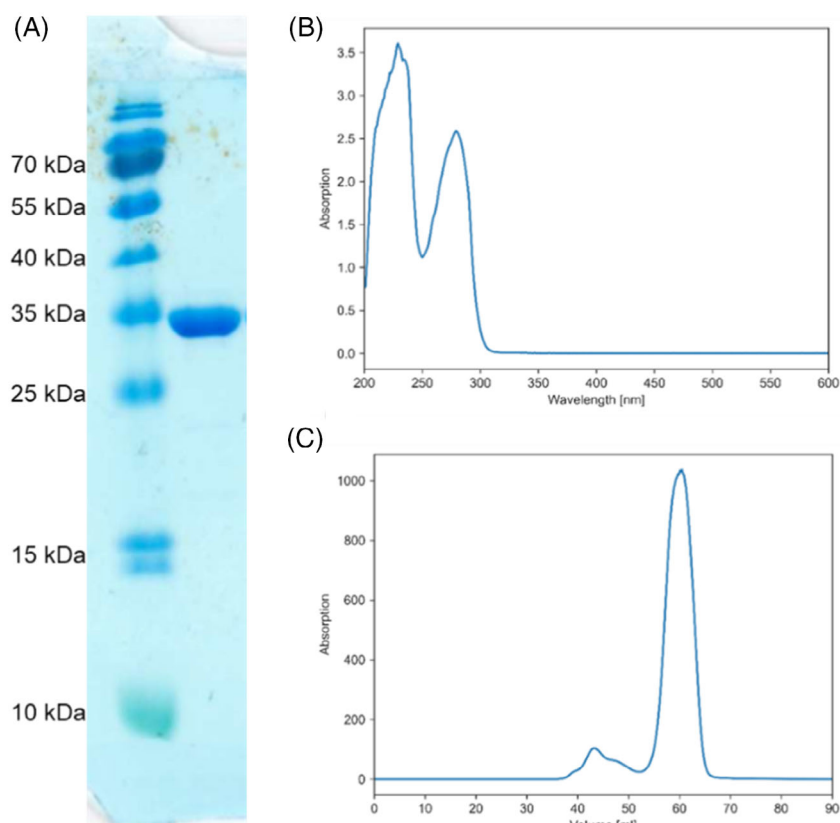 (A)
70 kDa
55 kDa
40 kDa
35 kDa
25 kDa
15 kDa
10 kDa
(B)
3.5
3.0
2.5
2.0
1.5
1.0
0.5
0.0
Absorption
200 250 300 350 400 450 500 550 600
Wavelength [nm]
(C)
1000
800
600
400
200
0
Absorption
0 10 20 30 40 50 60 70 80 90
Volume [ml]